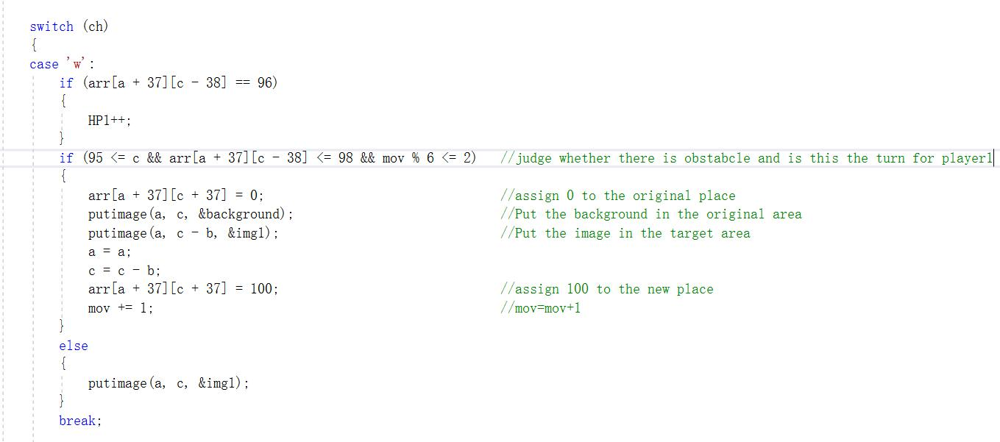 switch (ch)
{
case 'w':
if (arr[a + 37][c - 38] == 96)
{
HP1++;
}
if (95 <= c && arr[a + 37][c - 38] <= 98 && mov % 6 <= 2) //judge whether there is obstabcle and is this the turn for player1
{
arr[a + 37][c + 37] = 0; //assign 0 to the original place
putimage(a, c, &background); //Put the background in the original area
putimage(a, c - b, &img1); //Put the image in the target area
a = a;
c = c - b;
arr[a + 37][c + 37] = 100; //assign 100 to the new place
mov += 1; //mov=mov+1
}
else
{
putimage(a, c, &img1);
}
break;